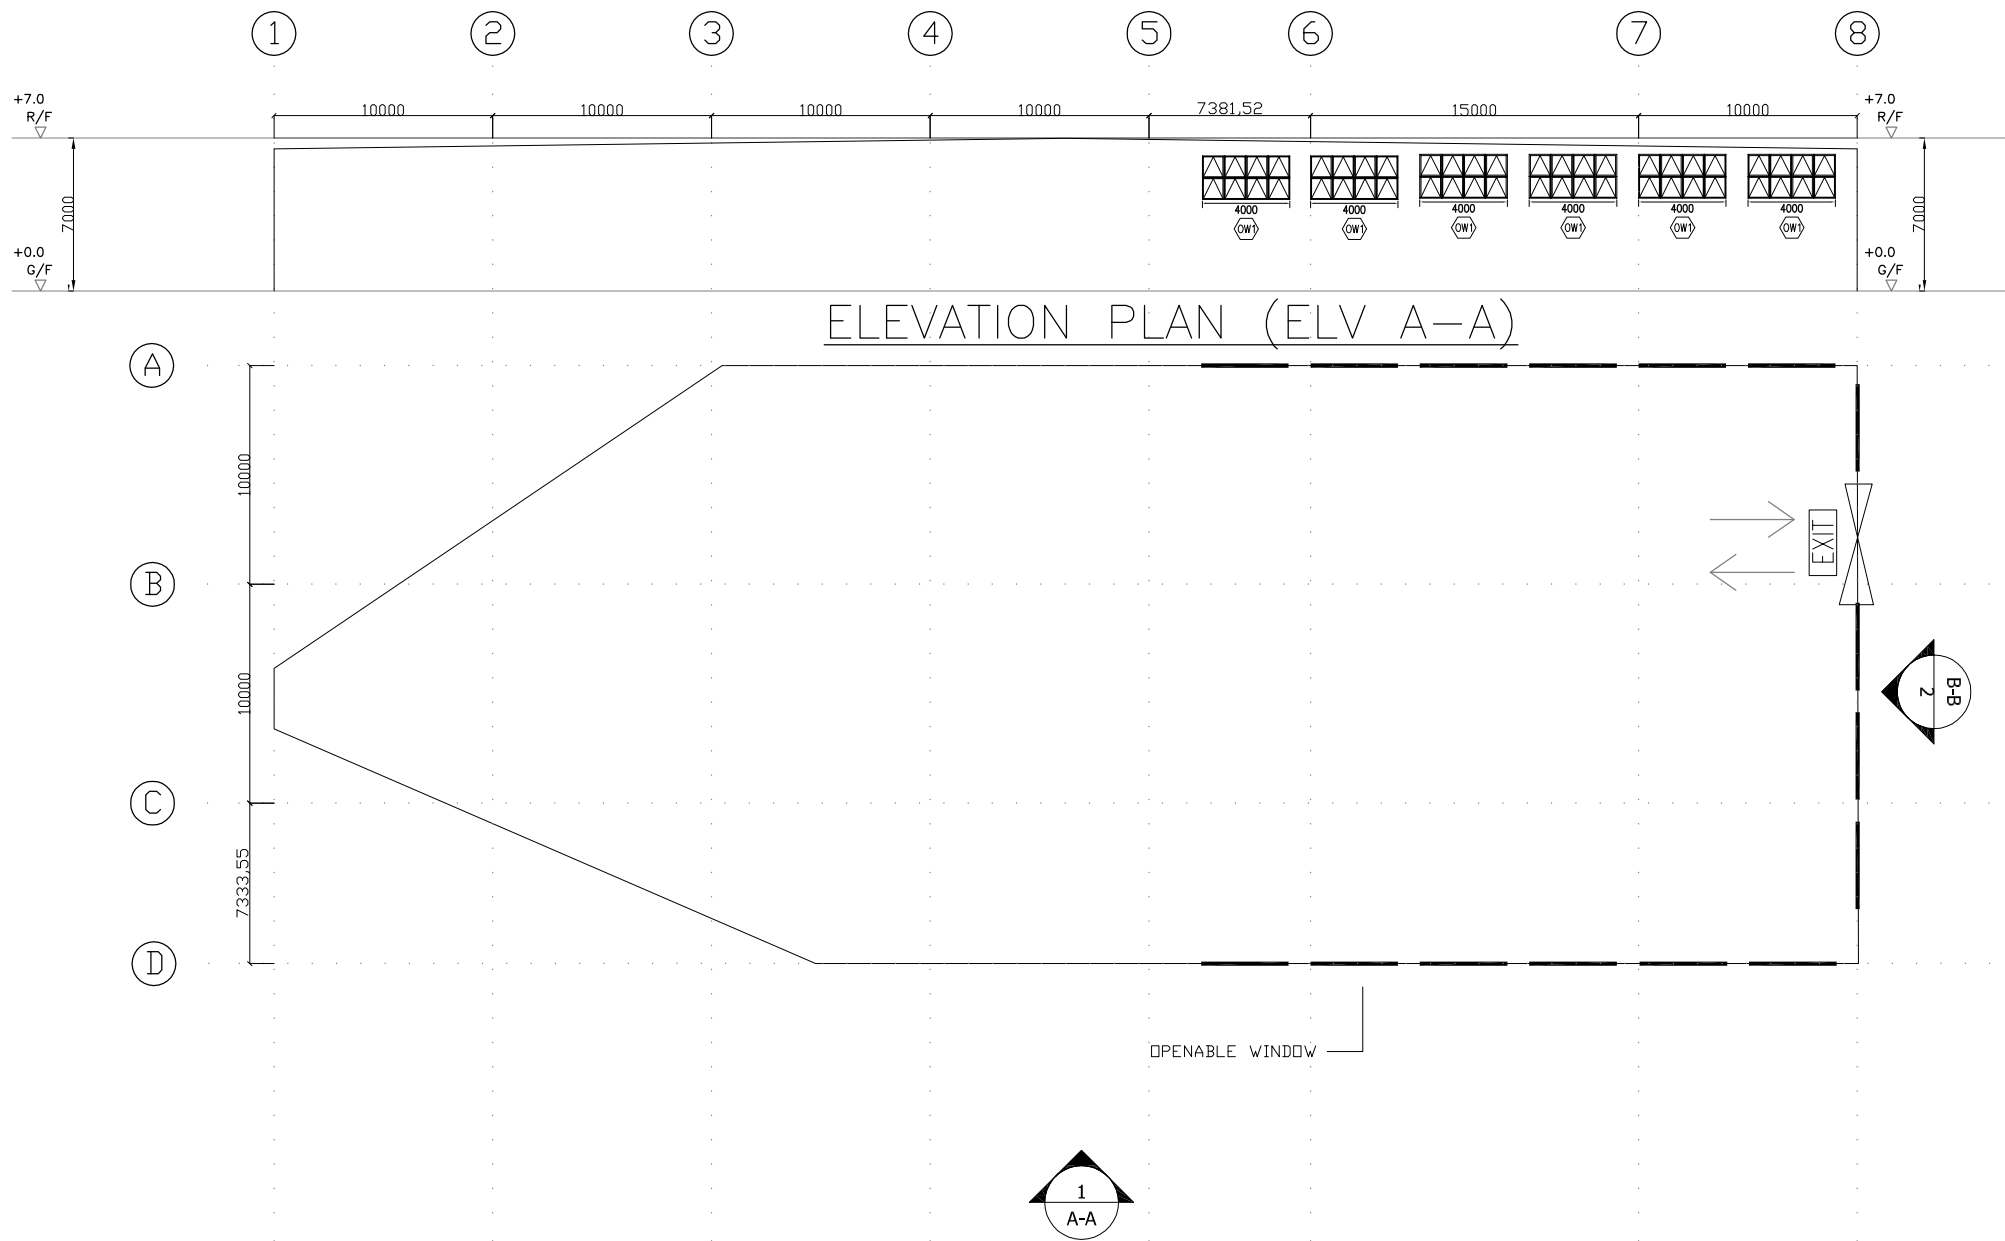 1 2 3 4 5 6 7 8
+7.0 +7.0
R/F R/F
10000 10000 10000 10000 7381,52 15000 10000
7000 7000
4000 4000 4000 4000 4000 4000
OW1 OW1 OW1 OW1 OW1 OW1
+0.0 +0.0
G/F G/F
ELEVATION PLAN (ELV A-A)
A
10000
EXIT
B
10000
B-B
2
C
7333,55
D
OPENABLE WINDOW
1
A-A